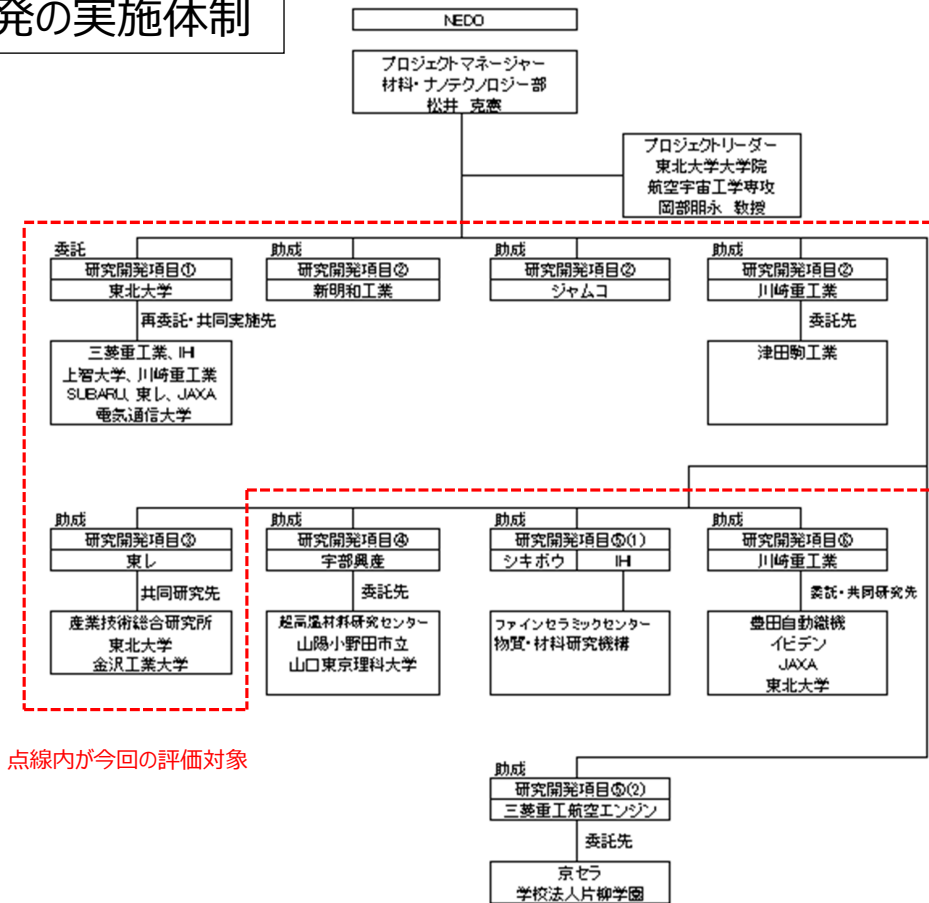 発の実施体制
NEDO
プロジェクトマネージャー
材料・ナノテクノロジー部
松井 克憲
プロジェクトリーダー
東北大学大学院
航空宇宙工学専攻
岡部朋永 教授
委託
研究開発項目①
東北大学
再委託・共同実施先
三菱重工業、IHI
上智大学、川崎重工業
SUBARU、東レ、JAXA
電気通信大学
助成
研究開発項目②
新明和工業
助成
研究開発項目②
ジャムコ
助成
研究開発項目②
川崎重工業
委託先
津田駒工業
助成
研究開発項目③
東レ
共同研究先
産業技術総合研究所
東北大学
金沢工業大学
助成
研究開発項目④
宇部興産
委託先
超高温材料研究センター
山陽小野田市立
山口東京理科大学
助成
研究開発項目⑤(1)
シキボウ IHI
ファインセラミックセンター
物質・材料研究機構
助成
研究開発項目⑥
川崎重工業
委託・共同研究先
豊田自動織機
イビデン
JAXA
東北大学
点線内が今回の評価対象
助成
研究開発項目⑤(2)
三菱重工航空エンジン
委託先
京セラ
学校法人片柳学園